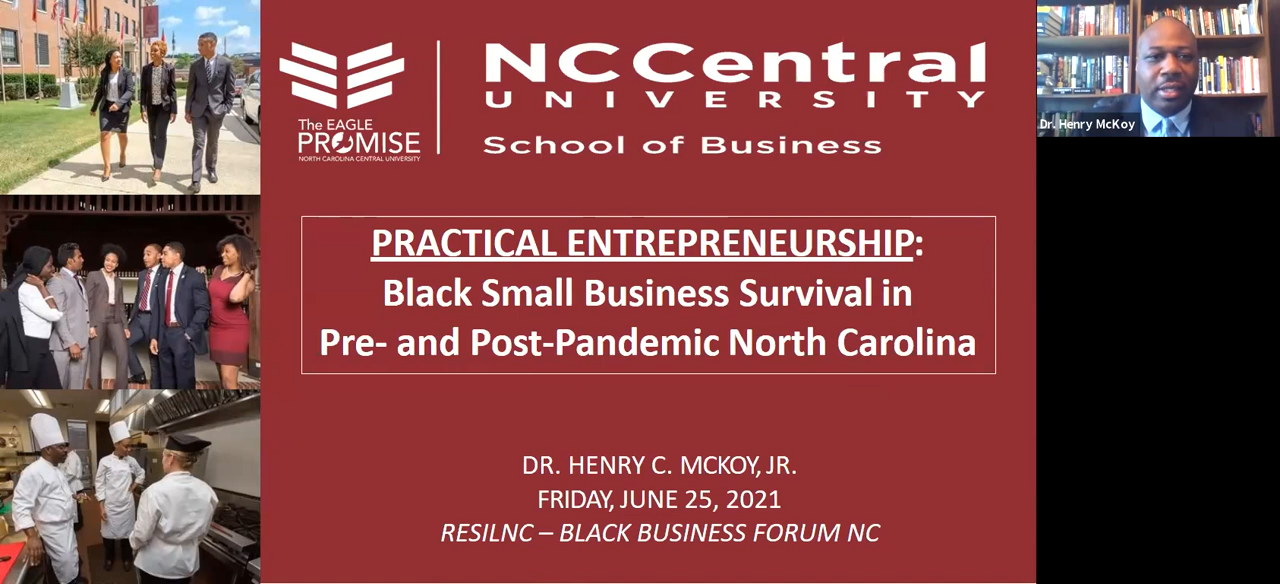 NCCentral
UNIVERSITY
School of Business
The EAGLE
PROMISE
NORTH CAROLINA CENTRAL UNIVERSITY
Dr. Henry McKoy
PRACTICAL ENTREPRENEURSHIP:
Black Small Business Survival in
Pre- and Post-Pandemic North Carolina
DR. HENRY C. MCKOY, JR.
FRIDAY, JUNE 25, 2021
RESILNC – BLACK BUSINESS FORUM NC